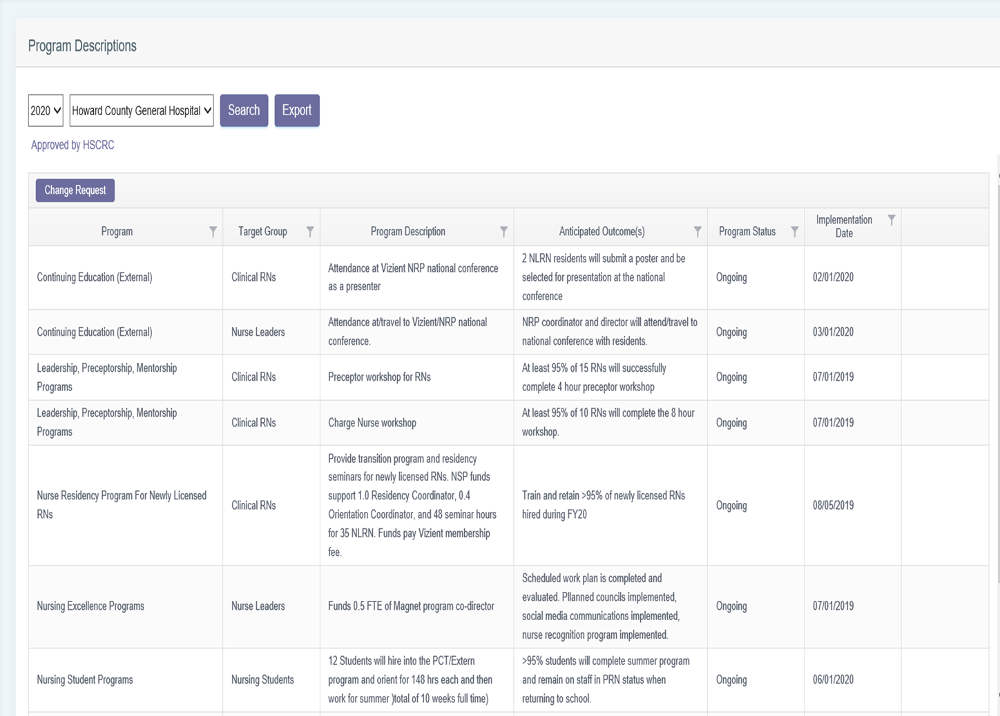 Program Descriptions
2020
Howard County General Hospital
Search
Export
Approved by HSCRC
Change Request
Program
Target Group
Program Description
Anticipated Outcome(s)
Program Status
Implementation
Date
Continuing Education (External)
Clinical RNs
Attendance at Vizient NRP national conference
as a presenter
2 NLRN residents will submit a poster and be
selected for presentation at the national
conference
Ongoing
02/01/2020
Continuing Education (External)
Nurse Leaders
Attendance at/travel to Vizient/NRP national
conference.
NRP coordinator and director will attend/travel to
national conference with residents.
Ongoing
03/01/2020
Leadership, Preceptorship, Mentorship
Programs
Clinical RNs
Preceptor workshop for RNs
At least 95% of 15 RNs will successfully
complete 4 hour preceptor workshop
Ongoing
07/01/2019
Leadership, Preceptorship, Mentorship
Programs
Clinical RNs
Charge Nurse workshop
At least 95% of 10 RNs will complete the 8 hour
workshop.
Ongoing
07/01/2019
Nurse Residency Program For Newly Licensed
RNs
Clinical RNs
Provide transition program and residency
seminars for newly licensed RNs. NSP funds
support 1.0 Residency Coordinator, 0.4
Orientation Coordinator, and 48 seminar hours
for 35 NLRN. Funds pay Vizient membership
fee.
Train and retain >95% of newly licensed RNs
hired during FY20
Ongoing
08/05/2019
Nursing Excellence Programs
Nurse Leaders
Funds 0.5 FTE of Magnet program co-director
Scheduled work plan is completed and
evaluated. Pllanned councils implemented,
social media communications implemented,
nurse recognition program implemented.
Ongoing
07/01/2019
Nursing Student Programs
Nursing Students
12 Students will hire into the PCT/Extern
program and orient for 148 hrs each and then
work for summer )total of 10 weeks full time)
>95% students will complete summer program
and remain on staff in PRN status when
returning to school.
Ongoing
06/01/2020